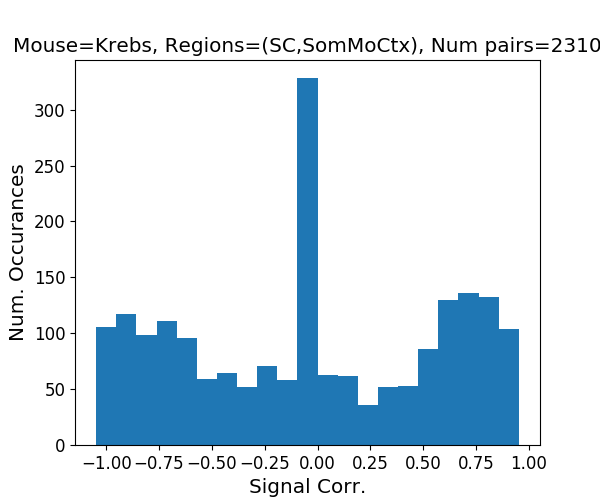 Mouse=Krebs, Regions=(SC,SomMoCtx), Num pairs=2310
Num. Occurances
300
250
200
150
100
50
0
−1.00 −0.75 −0.50 −0.25 0.00 0.25 0.50 0.75 1.00
Signal Corr.